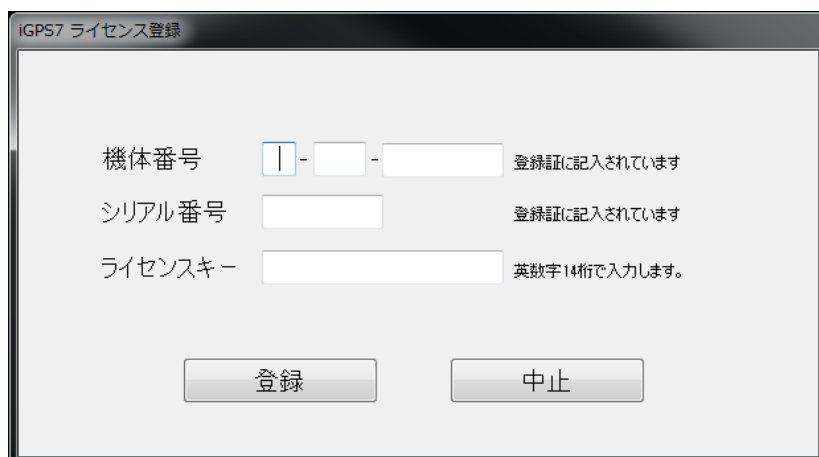 iGPS7 ライセンス登録
機体番号 - - 登録証に記入されています
シリアル番号 登録証に記入されています
ライセンスキー 英数字14桁で入力します。
登録 中止